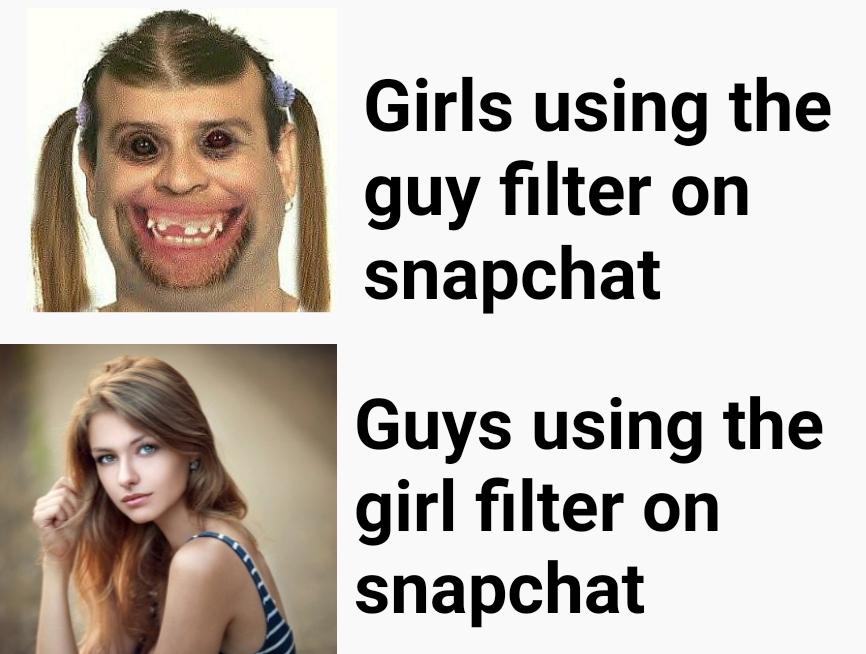 Girls using the
guy filter on
snapchat
Guys using the
girl filter on
snapchat